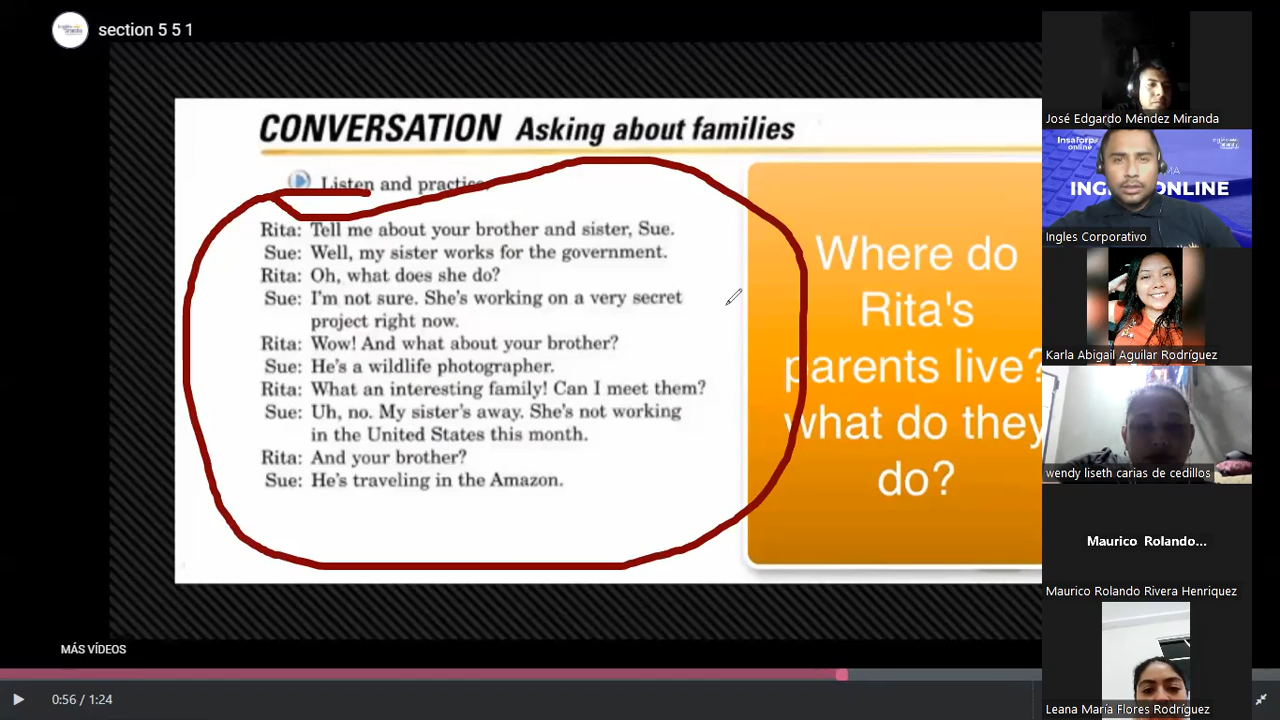 section 5 5 1
CONVERSATION Asking about families
Listen and practice.
Rita: Tell me about your brother and sister, Sue.
Sue: Well, my sister works for the government.
Rita: Oh, what does she do?
Sue: I'm not sure. She's working on a very secret
project right now.
Rita: Wow! And what about your brother?
Sue: He's a wildlife photographer.
Rita: What an interesting family! Can I meet them?
Sue: Uh, no. My sister's away. She's not working
in the United States this month.
Rita: And your brother?
Sue: He's traveling in the Amazon.
Where do
Rita's
parents live?
what do they
do?
MÁS VÍDEOS
0:56 / 1:24
José Edgardo Méndez Miranda
Insaforp
online
INGLÉS ONLINE
Ingles Corporativo
Karla Abigail Aguilar Rodríguez
wendy liseth carias de cedillos
Maurico Rolando...
Maurico Rolando Rivera Henriquez
Leana María Flores Rodríguez